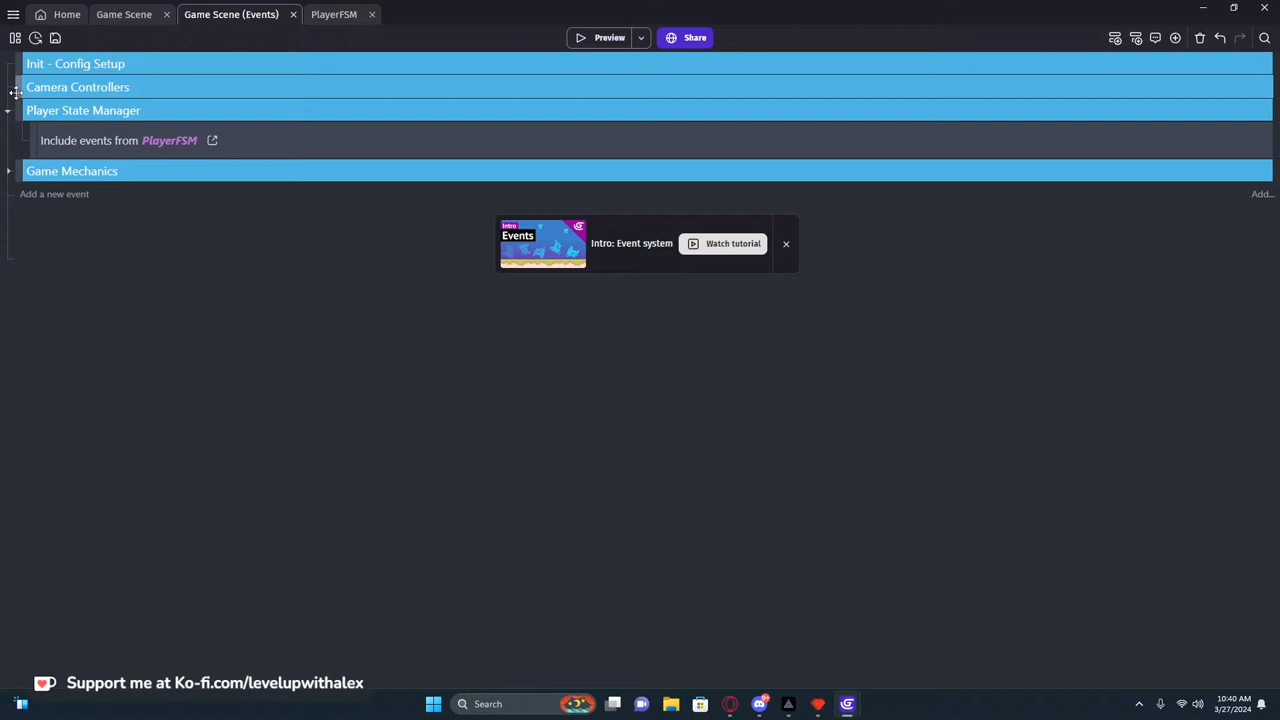 Home
Game Scene
Game Scene (Events)
PlayerFSM
Preview
Share
Init - Config Setup
Camera Controllers
Player State Manager
Include events from PlayerFSM
Game Mechanics
Add a new event
Add...
Intro
Events
Intro: Event system
Watch tutorial
Support me at Ko-fi.com/levelupwithalex
Search
9+
10:40 AM
3/27/2024